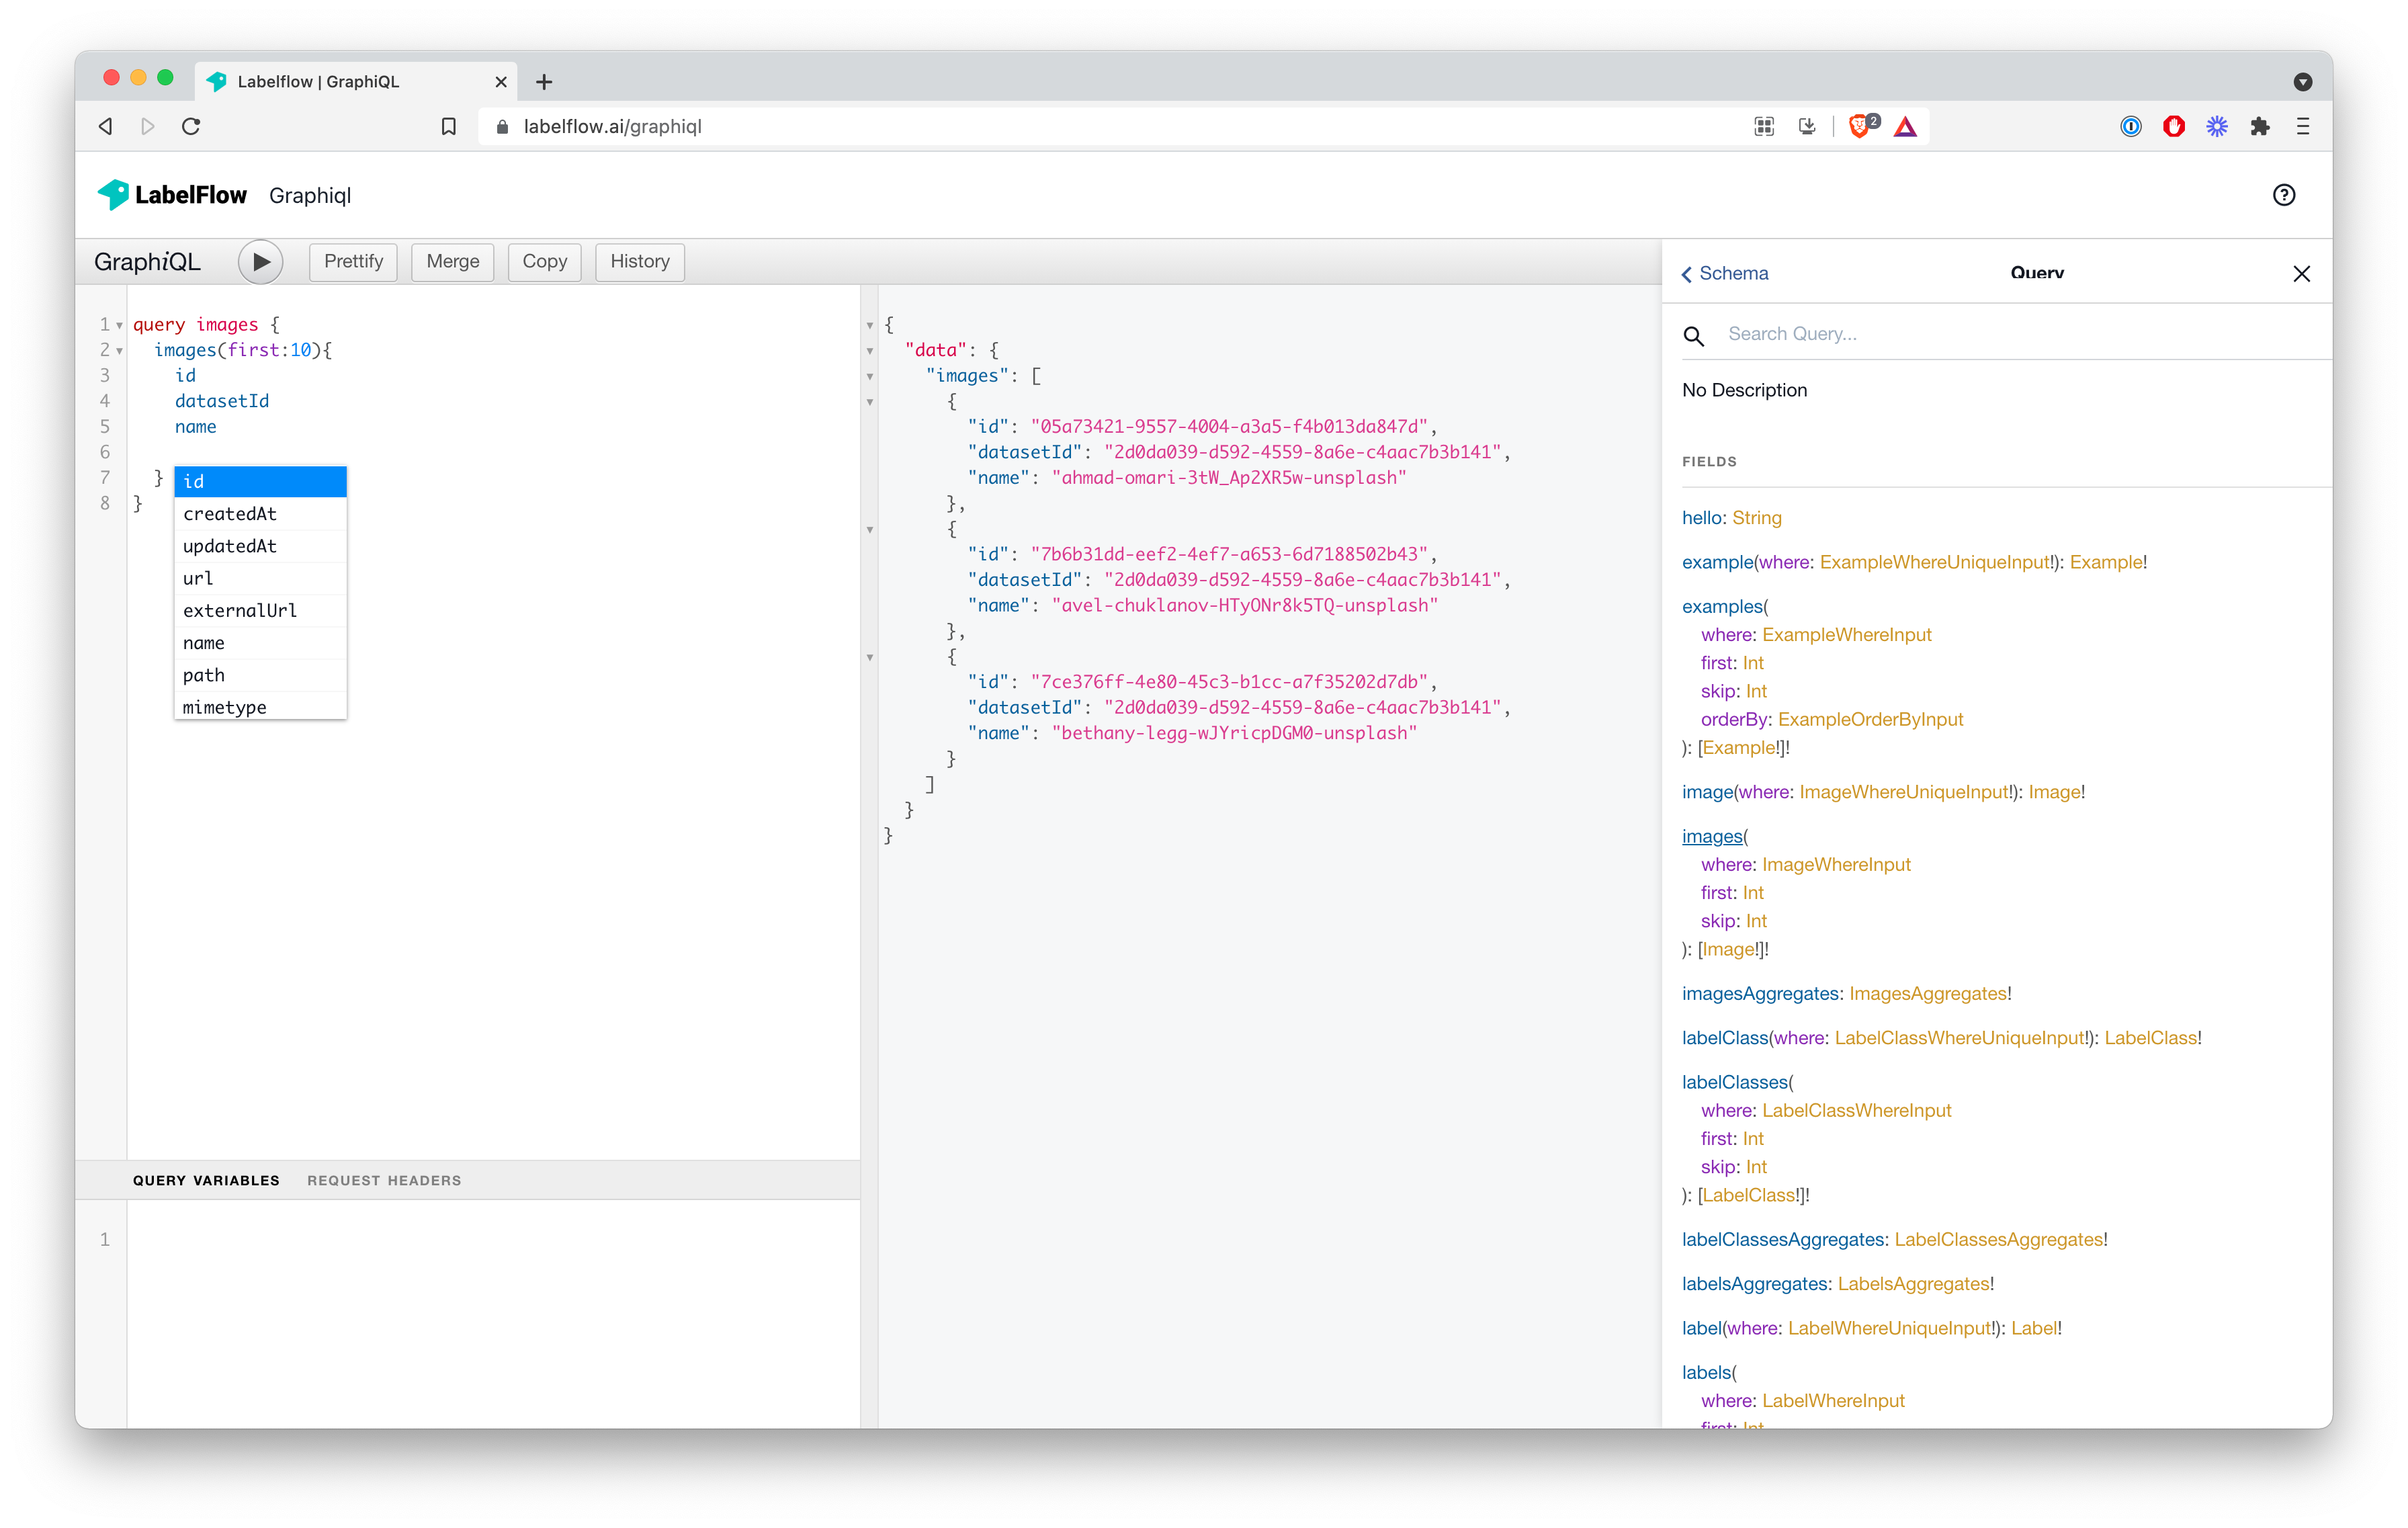 Labelflow | GraphiQL
labelflow.ai/graphiql
2
LabelFlow Graphiql
GraphiQL
Prettify
Merge
Copy
History
1 query images {
2 images(first:10){
3 id
4 datasetId
5 name
6
7 }
8 }
id
createdAt
updatedAt
url
externalUrl
name
path
mimetype
QUERY VARIABLES REQUEST HEADERS
1
{
"data": {
"images": [
{
"id": "05a73421-9557-4004-a3a5-f4b013da847d",
"datasetId": "2d0da039-d592-4559-8a6e-c4aac7b3b141",
"name": "ahmad-omari-3tW_Ap2XR5w-unsplash"
},
{
"id": "7b6b31dd-eef2-4ef7-a653-6d7188502b43",
"datasetId": "2d0da039-d592-4559-8a6e-c4aac7b3b141",
"name": "avel-chuklanov-HTyONr8k5TQ-unsplash"
},
{
"id": "7ce376ff-4e80-45c3-b1cc-a7f35202d7db",
"datasetId": "2d0da039-d592-4559-8a6e-c4aac7b3b141",
"name": "bethany-legg-wJYricpDGM0-unsplash"
}
]
}
}
Schema
Query
Search Query...
No Description
FIELDS
hello: String
example(where: ExampleWhereUniqueInput!): Example!
examples(
where: ExampleWhereInput
first: Int
skip: Int
orderBy: ExampleOrderByInput
): [Example!]!
image(where: ImageWhereUniqueInput!): Image!
images(
where: ImageWhereInput
first: Int
skip: Int
): [Image!]!
imagesAggregates: ImagesAggregates!
labelClass(where: LabelClassWhereUniqueInput!): LabelClass!
labelClasses(
where: LabelClassWhereInput
first: Int
skip: Int
): [LabelClass!]!
labelClassesAggregates: LabelClassesAggregates!
labelsAggregates: LabelsAggregates!
label(where: LabelWhereUniqueInput!): Label!
labels(
where: LabelWhereInput
first: Int